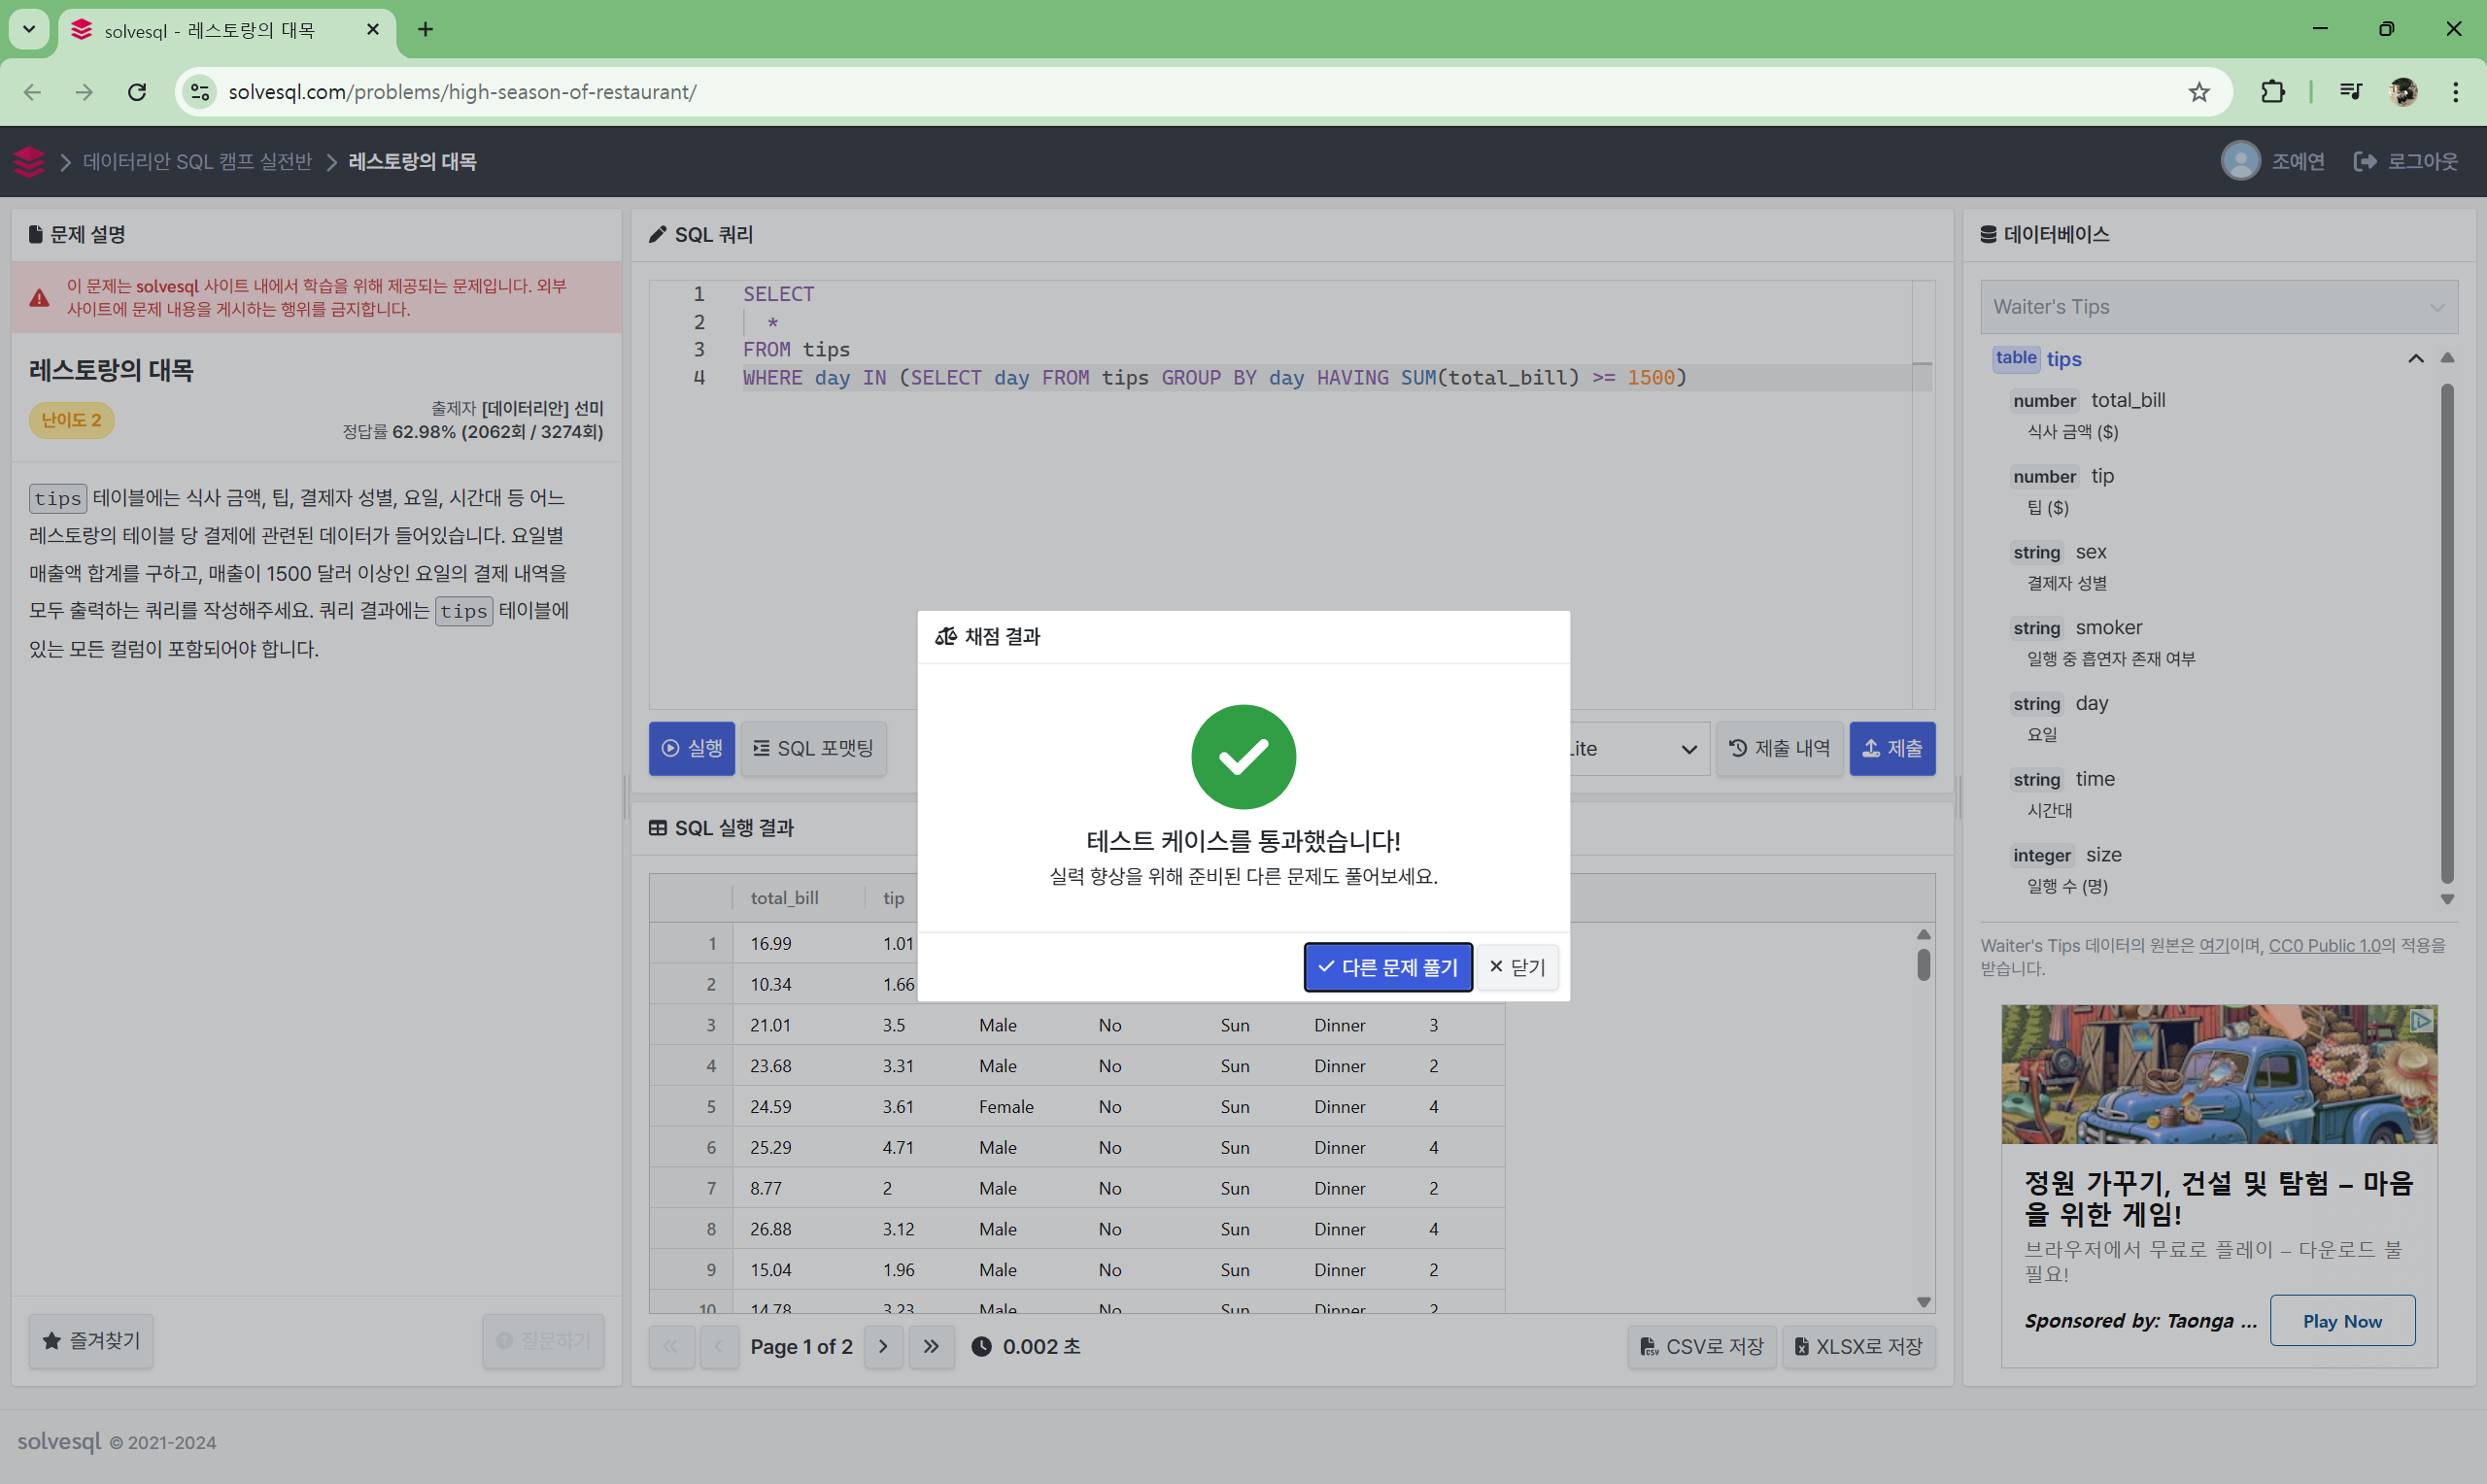 solvesql - 레스토랑의 대목
solvesql.com/problems/high-season-of-restaurant/
데이터리안 SQL 캠프 실전반
레스토랑의 대목
조예연
로그아웃
문제 설명
이 문제는 solvesql 사이트 내에서 학습을 위해 제공되는 문제입니다. 외부
사이트에 문제 내용을 게시하는 행위를 금지합니다.
레스토랑의 대목
난이도 2
출제자 [데이터리안] 선미
정답률 62.98% (2062회 / 3274회)
tips 테이블에는 식사 금액, 팁, 결제자 성별, 요일, 시간대 등 어느
레스토랑의 테이블 당 결제에 관련된 데이터가 들어있습니다. 요일별
매출액 합계를 구하고, 매출이 1500 달러 이상인 요일의 결제 내역을
모두 출력하는 쿼리를 작성해주세요. 쿼리 결과에는 tips 테이블에
있는 모든 컬럼이 포함되어야 합니다.
즐겨찾기
질문하기
SQL 쿼리
1 SELECT
2 *
3 FROM tips
4 WHERE day IN (SELECT day FROM tips GROUP BY day HAVING SUM(total_bill) >= 1500)
실행
SQL 포맷팅
Lite
제출 내역
제출
SQL 실행 결과
total_bill tip
1 16.99 1.01
2 10.34 1.66
3 21.01 3.5 Male No Sun Dinner 3
4 23.68 3.31 Male No Sun Dinner 2
5 24.59 3.61 Female No Sun Dinner 4
6 25.29 4.71 Male No Sun Dinner 4
7 8.77 2 Male No Sun Dinner 2
8 26.88 3.12 Male No Sun Dinner 4
9 15.04 1.96 Male No Sun Dinner 2
10 14.78 3.23 Male No Sun Dinner 2
Page 1 of 2
0.002 초
CSV로 저장
XLSX로 저장
채점 결과
테스트 케이스를 통과했습니다!
실력 향상을 위해 준비된 다른 문제도 풀어보세요.
다른 문제 풀기
닫기
데이터베이스
Waiter's Tips
table tips
number total_bill
식사 금액 ($)
number tip
팁 ($)
string sex
결제자 성별
string smoker
일행 중 흡연자 존재 여부
string day
요일
string time
시간대
integer size
일행 수 (명)
Waiter's Tips 데이터의 원본은 여기이며, CC0 Public 1.0의 적용을
받습니다.
정원 가꾸기, 건설 및 탐험 – 마음
을 위한 게임!
브라우저에서 무료로 플레이 – 다운로드 불
필요!
Sponsored by: Taonga ...
Play Now
solvesql © 2021-2024